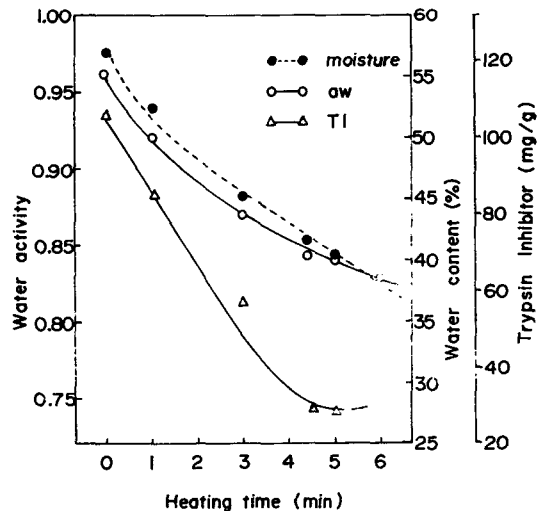 1.00
0.95
0.90
0.85
0.80
0.75
Water activity
moisture
aw
TI
60
55
50
45
40
35
30
25
Water content (%)
120
100
80
60
40
20
Trypsin Inhibitor (mg/g)
0 1 2 3 4 5 6
Heating time (min)